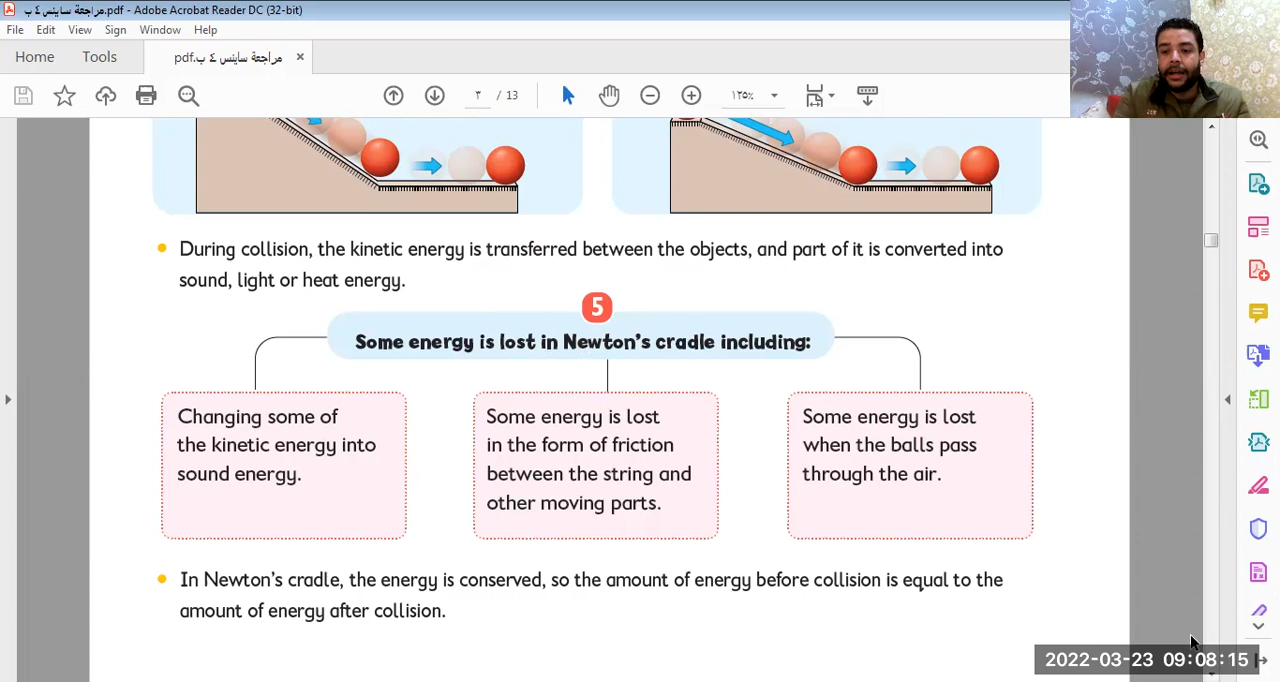 مراجعة ساينس ٤ ب.pdf - Adobe Acrobat Reader DC (32-bit)
File Edit View Sign Window Help
Home Tools مراجعة ساينس ٤ ب.pdf ×
٣ / 13 ١٢٥%
During collision, the kinetic energy is transferred between the objects, and part of it is converted into
sound, light or heat energy.
5
Some energy is lost in Newton's cradle including:
Changing some of
the kinetic energy into
sound energy.
Some energy is lost
in the form of friction
between the string and
other moving parts.
Some energy is lost
when the balls pass
through the air.
In Newton's cradle, the energy is conserved, so the amount of energy before collision is equal to the
amount of energy after collision.
2022-03-23 09:08:15